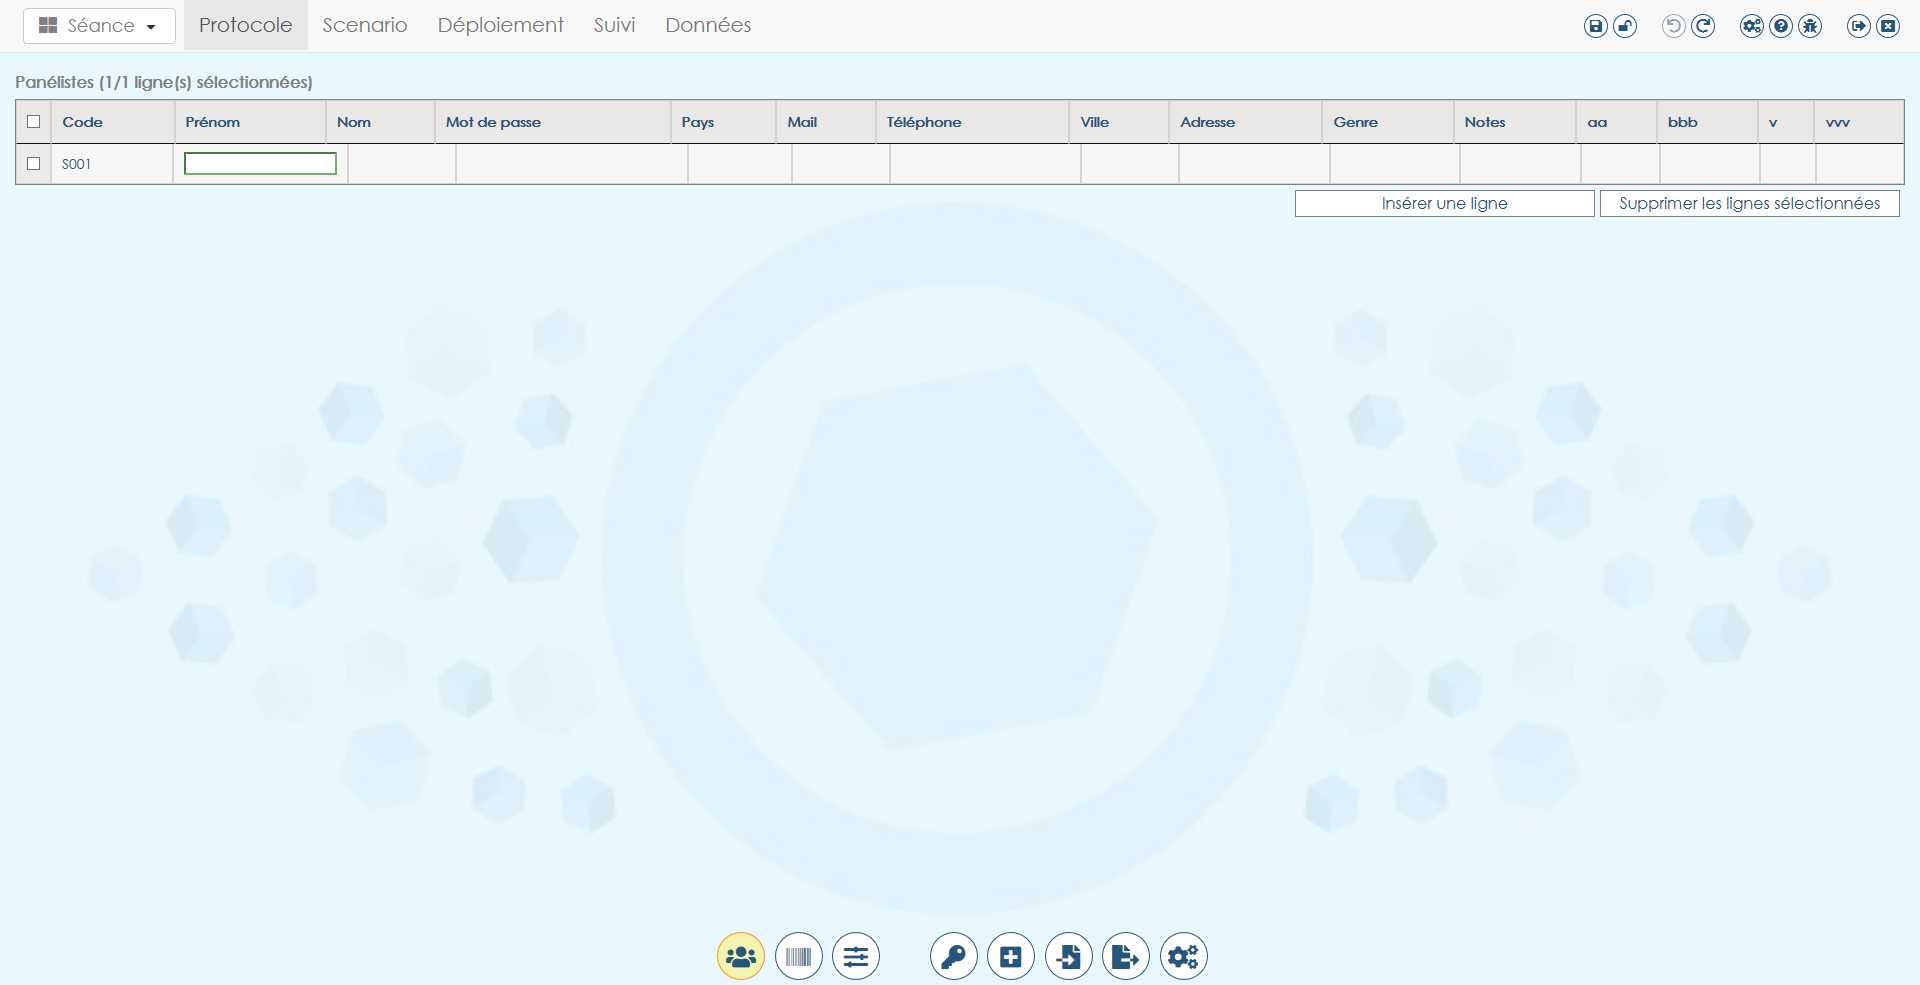 Séance Protocole Scenario Déploiement Suivi Données
Panélistes (1/1 ligne(s) sélectionnées)
Code Prénom Nom Mot de passe Pays Mail Téléphone Ville Adresse Genre Notes aa bbb v vvv
S001
Insérer une ligne Supprimer les lignes sélectionnées